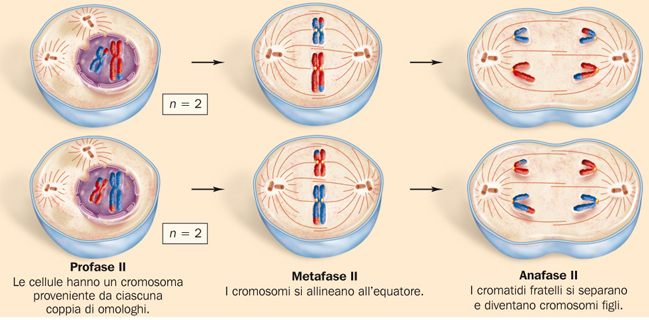 n = 2
n = 2
Profase II
Le cellule hanno un cromosoma
proveniente da ciascuna
coppia di omologhi.
Metafase II
I cromosomi si allineano all'equatore.
Anafase II
I cromatidi fratelli si separano
e diventano cromosomi figli.